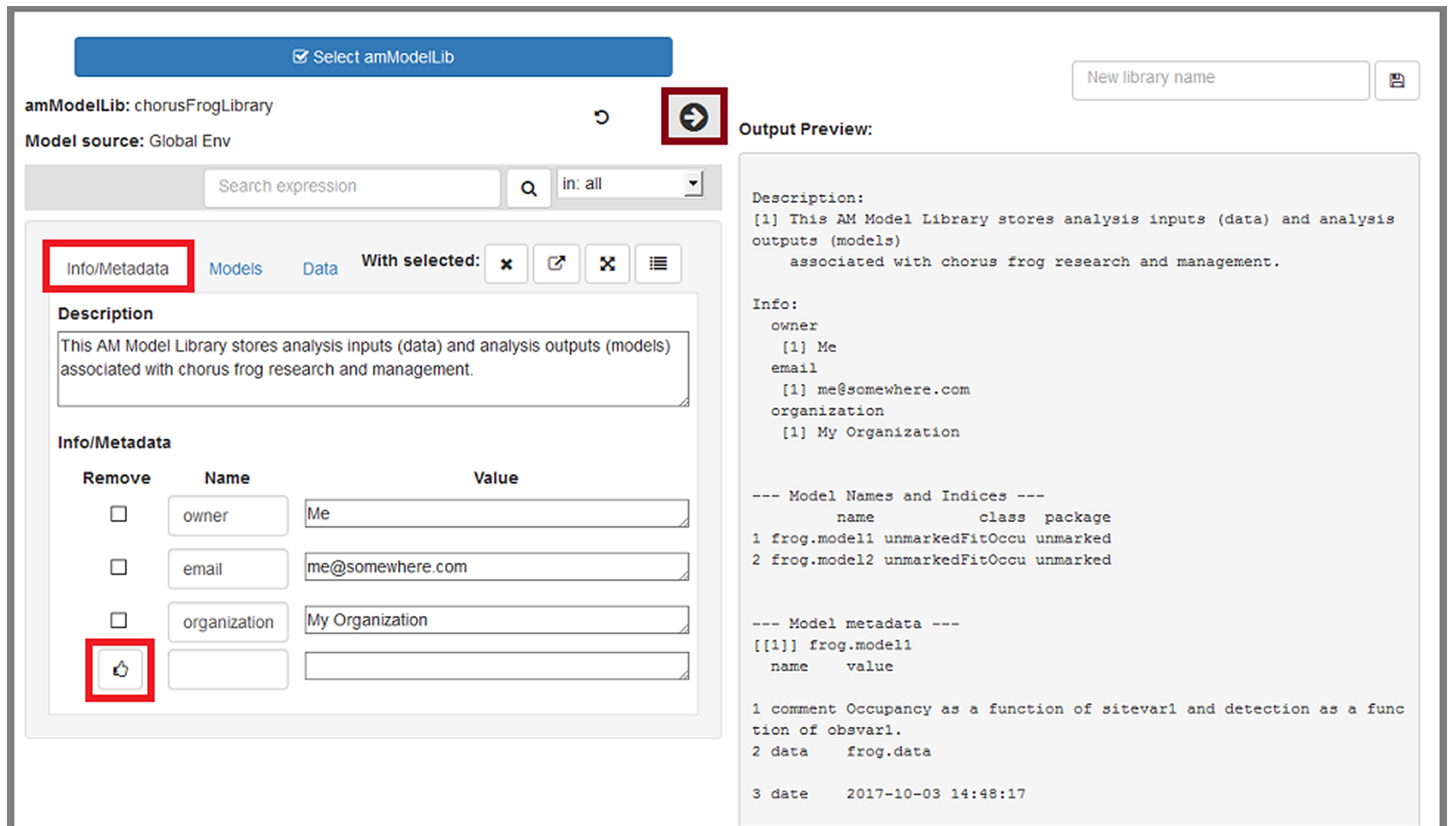 Select amModelLib
amModelLib: chorusFrogLibrary
Model source: Global Env
Search expression
in: all
Info/Metadata
Models
Data
With selected:
Description
This AM Model Library stores analysis inputs (data) and analysis outputs (models)
associated with chorus frog research and management.
Info/Metadata
Remove Name Value
owner Me
email me@somewhere.com
organization My Organization
New library name
Output Preview:
Description:
[1] This AM Model Library stores analysis inputs (data) and analysis
outputs (models)
associated with chorus frog research and management.
Info:
owner
[1] Me
email
[1] me@somewhere.com
organization
[1] My Organization
--- Model Names and Indices ---
name class package
1 frog.model1 unmarkedFitOccu unmarked
2 frog.model2 unmarkedFitOccu unmarked
--- Model metadata ---
[[1]] frog.model1
name value
1 comment Occupancy as a function of sitevar1 and detection as a func
tion of obsvar1.
2 data frog.data
3 date 2017-10-03 14:48:17